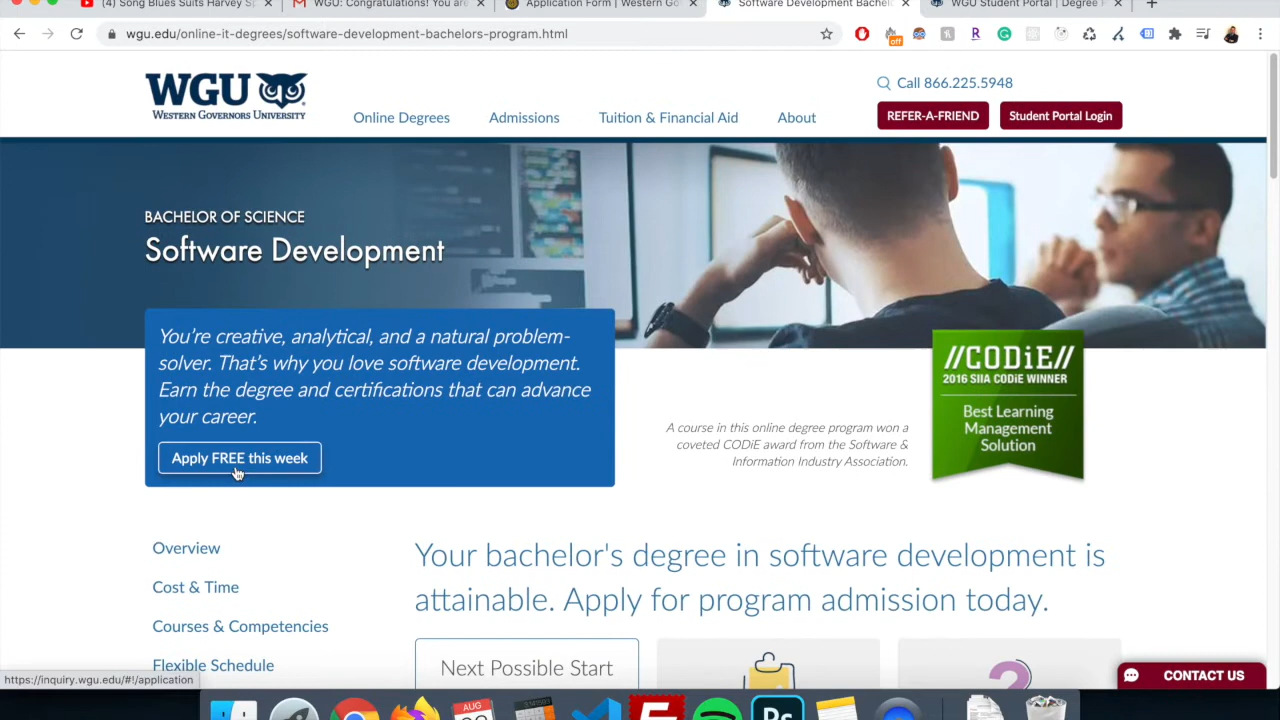 (4) Song Blues Suits Harvey Sp
WGU: Congratulations! You are
Application Form | Western Go
Software Development Bachelo
WGU Student Portal | Degree P
wgu.edu/online-it-degrees/software-development-bachelors-program.html
off
WGU
WESTERN GOVERNORS UNIVERSITY
Online Degrees
Admissions
Tuition & Financial Aid
About
Call 866.225.5948
REFER-A-FRIEND
Student Portal Login
BACHELOR OF SCIENCE
Software Development
You're creative, analytical, and a natural problem-
solver. That's why you love software development.
Earn the degree and certifications that can advance
your career.
Apply FREE this week
A course in this online degree program won a
coveted CODiE award from the Software &
Information Industry Association.
//CODiE//
2016 SIIA CODiE WINNER
Best Learning
Management
Solution
Overview
Cost & Time
Courses & Competencies
Flexible Schedule
Your bachelor's degree in software development is
attainable. Apply for program admission today.
Next Possible Start
CONTACT US
https://inquiry.wgu.edu/#!/application
AUG
Ps